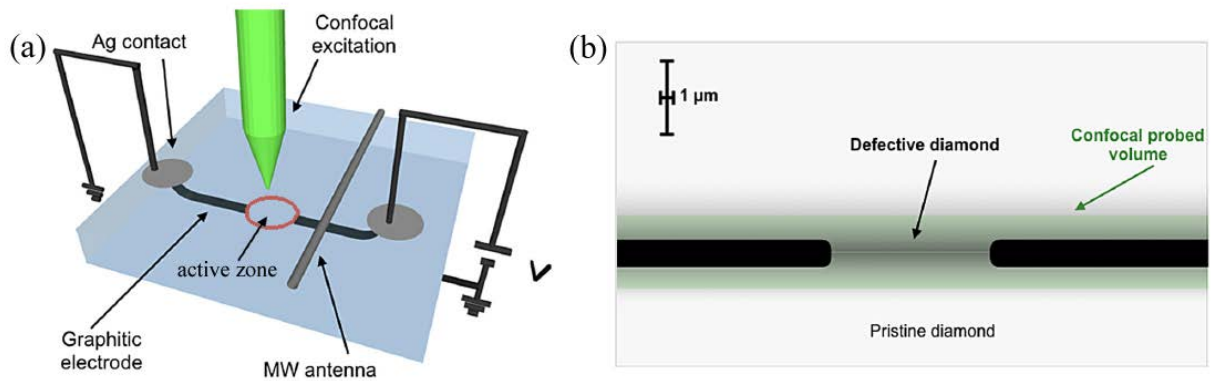 (a)
Ag contact
Confocal
excitation
active zone
Graphitic
electrode
MW antenna
V
(b)
1 µm
Defective diamond
Confocal probed
volume
Pristine diamond